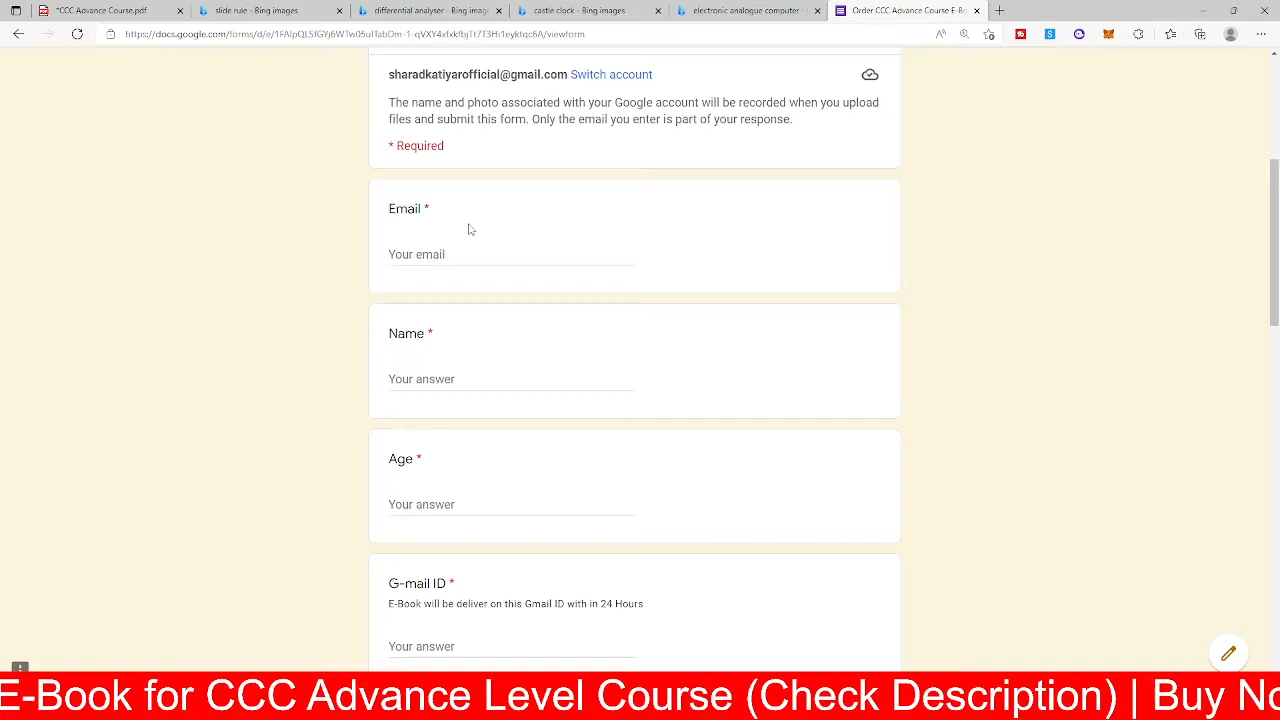 *CCC Advance Course.pdf
slide rule - Bing images
differential analyser - Bing imag
castle clock - Bing images
electronic analogue computer -
Order CCC Advance Course E-B
sharadkatiyarofficial@gmail.com Switch account
The name and photo associated with your Google account will be recorded when you upload
files and submit this form. Only the email you enter is part of your response.
* Required
Email *
Your email
Name *
Your answer
Age *
Your answer
G-mail ID *
E-Book will be deliver on this Gmail ID with in 24 Hours
Your answer
E-Book for CCC Advance Level Course (Check Description) | Buy No